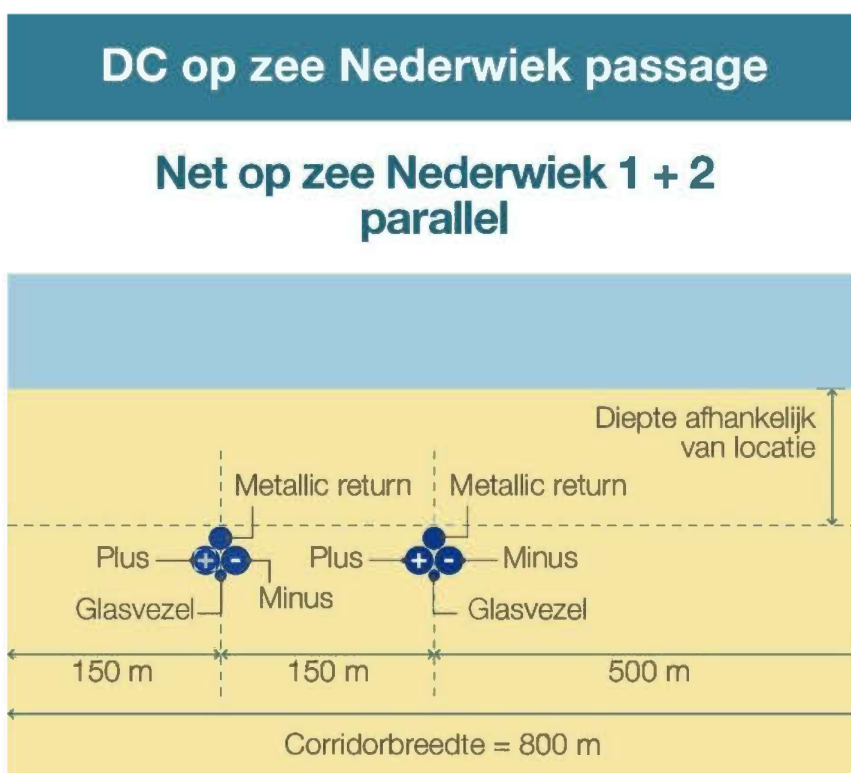 DC op zee Nederwiek passage
Net op zee Nederwiek 1 + 2
parallel
Diepte afhankelijk
van locatie
Metallic return
Metallic return
Plus
+
-
Minus
Glasvezel
Plus
+
-
Minus
Glasvezel
150 m
150 m
500 m
Corridorbreedte = 800 m